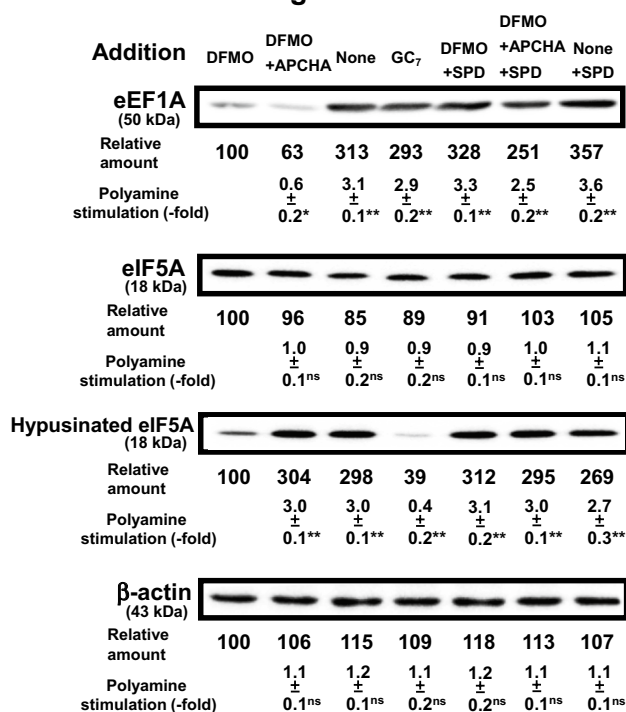 g
Addition DFMO DFMO +APCHA None GC7 DFMO +SPD DFMO +APCHA +SPD None +SPD
eEF1A
(50 kDa)
Relative amount 100 63 313 293 328 251 357
Polyamine stimulation (-fold) 0.6 ± 0.2* 3.1 ± 0.1** 2.9 ± 0.2** 3.3 ± 0.1** 2.5 ± 0.2** 3.6 ± 0.2**
eIF5A
(18 kDa)
Relative amount 100 96 85 89 91 103 105
Polyamine stimulation (-fold) 1.0 ± 0.1ns 0.9 ± 0.2ns 0.9 ± 0.2ns 0.9 ± 0.1ns 1.0 ± 0.1ns 1.1 ± 0.1ns
Hypusinated eIF5A
(18 kDa)
Relative amount 100 304 298 39 312 295 269
Polyamine stimulation (-fold) 3.0 ± 0.1** 3.0 ± 0.1** 0.4 ± 0.2** 3.1 ± 0.2** 3.0 ± 0.1** 2.7 ± 0.3**
β-actin
(43 kDa)
Relative amount 100 106 115 109 118 113 107
Polyamine stimulation (-fold) 1.1 ± 0.1ns 1.2 ± 0.1ns 1.1 ± 0.2ns 1.2 ± 0.2ns 1.1 ± 0.1ns 1.1 ± 0.1ns